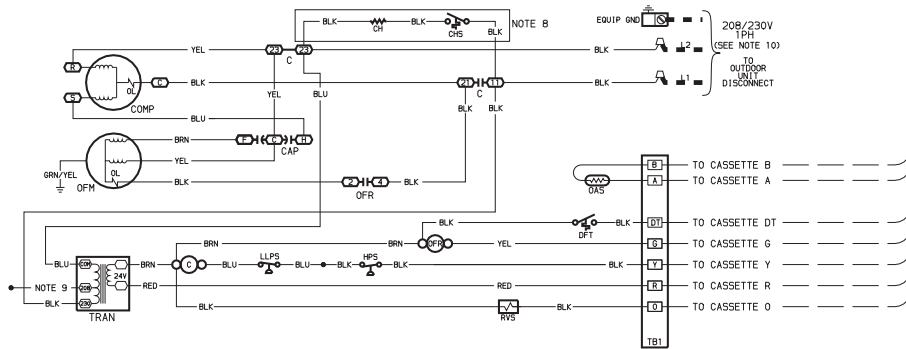 BLK
CH
BLK
CHS
BLK
NOTE 8
EQUIP GND
208/230V
1PH
(SEE NOTE 10)
TO
OUTDOOR
UNIT
DISCONNECT
R
YEL
23
23
C
BLK
L2
OL
C
BLK
21
C
11
BLK
L1
COMP
S
YEL
BLU
BLK
BLK
BLU
BRN
F
C
H
CAP
YEL
OL
GRN/YEL
OFM
BLK
2
4
OFR
BLK
OAS
B
TO CASSETTE B
A
TO CASSETTE A
BLK
DFT
BLK
DT
TO CASSETTE DT
BRN
BRN
OFR
YEL
G
TO CASSETTE G
BLU
COM
24V
BRN
C
BLU
LLPS
BLU
BLK
HPS
BLK
Y
TO CASSETTE Y
NOTE 9
208
RED
RED
R
TO CASSETTE R
BLK
230
TRAN
BLK
RVS
BLK
O
TO CASSETTE O
TB1